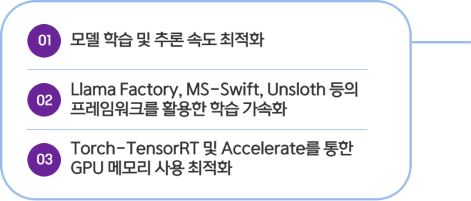 01 모델 학습 및 추론 속도 최적화
02 Llama Factory, MS-Swift, Unsloth 등의
프레임워크를 활용한 학습 가속화
03 Torch-TensorRT 및 Accelerate를 통한
GPU 메모리 사용 최적화